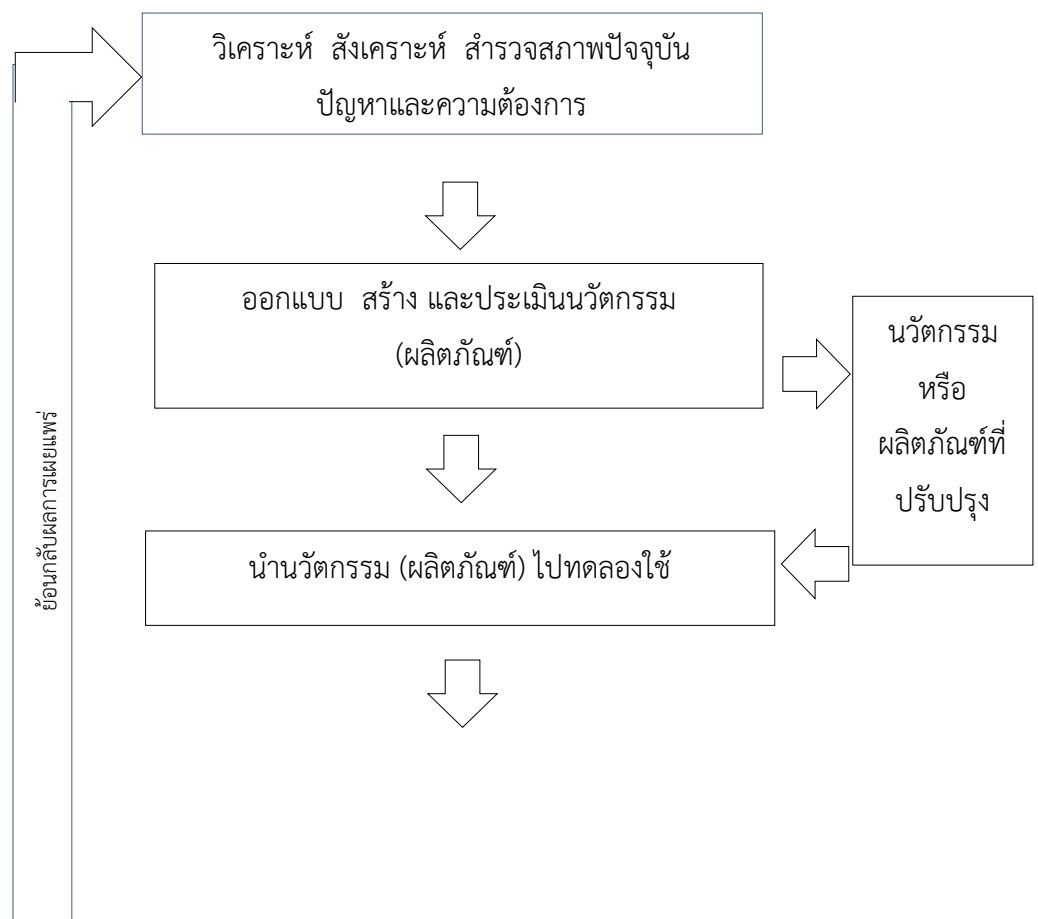 วิเคราะห์ สังเคราะห์ สำรวจสภาพปัจจุบัน
ปัญหาและความต้องการ
ออกแบบ สร้าง และประเมินนวัตกรรม
(ผลิตภัณฑ์)
นวัตกรรม
หรือ
ผลิตภัณฑ์ที่
ปรับปรุง
นำนวัตกรรม (ผลิตภัณฑ์) ไปทดลองใช้
ย้อนกลับผลการเผยแพร่